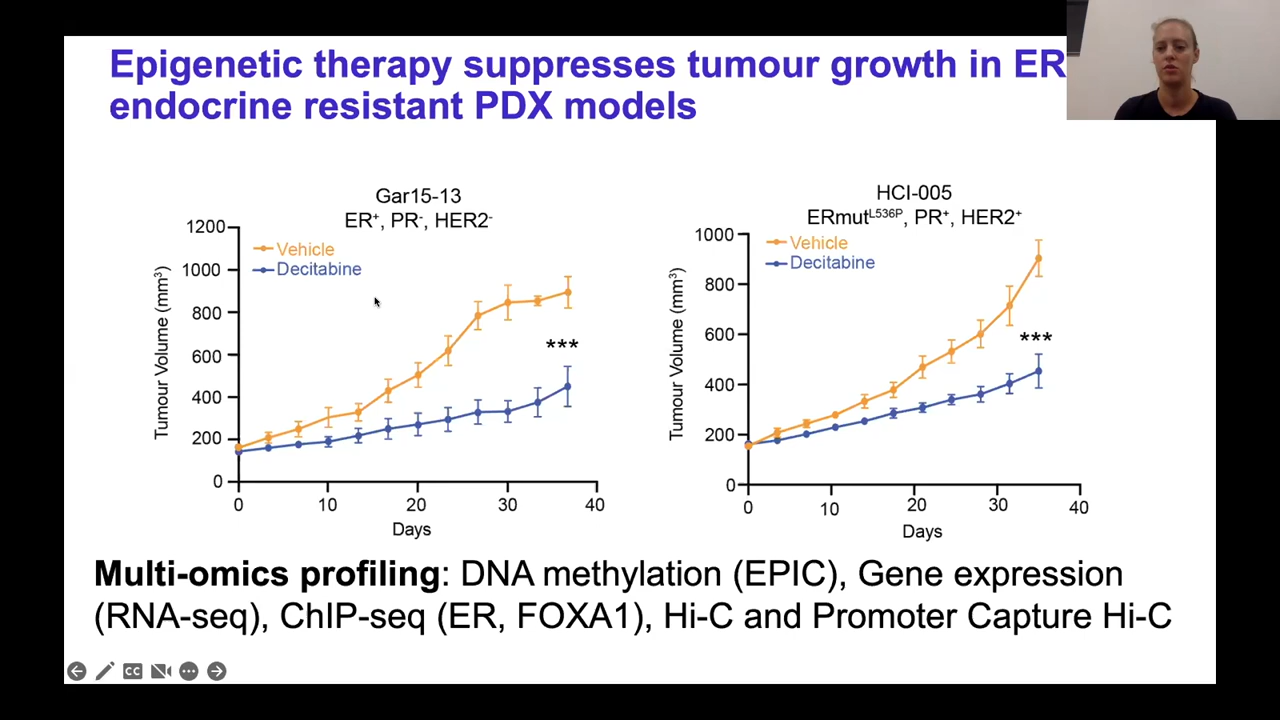 Epigenetic therapy suppresses tumour growth in ER
endocrine resistant PDX models
Gar15-13
ER⁺, PR⁻, HER2⁻
Vehicle
Decitabine
Tumour Volume (mm³)
1200
1000
800
600
400
200
0
***
0 10 20 30 40
Days
HCI-005
ERmutᴸ⁵³⁶ᴾ, PR⁺, HER2⁺
Vehicle
Decitabine
Tumour Volume (mm³)
1000
800
600
400
200
0
***
0 10 20 30 40
Days
Multi-omics profiling: DNA methylation (EPIC), Gene expression
(RNA-seq), ChIP-seq (ER, FOXA1), Hi-C and Promoter Capture Hi-C
CC